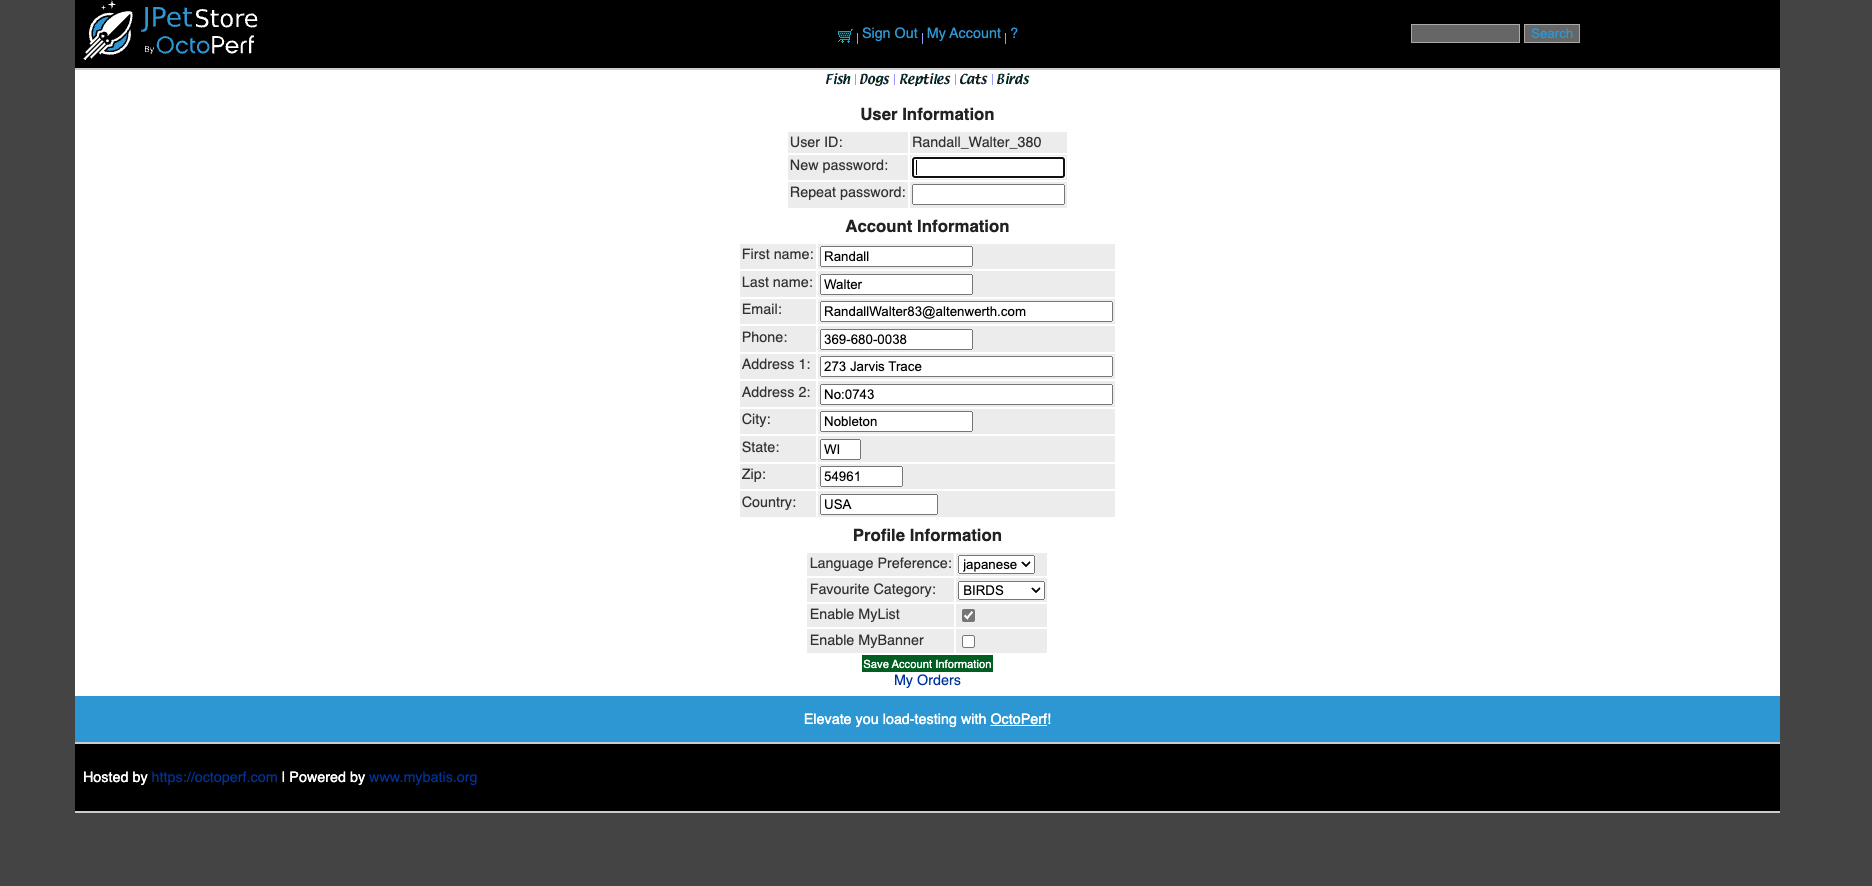 JPetStore
By OctoPerf
| Sign Out | My Account | ?
Search
Fish | Dogs | Reptiles | Cats | Birds
User Information
User ID: Randall_Walter_380
New password:
Repeat password:
Account Information
First name: Randall
Last name: Walter
Email: RandallWalter83@altenwerth.com
Phone: 369-680-0038
Address 1: 273 Jarvis Trace
Address 2: No:0743
City: Nobleton
State: WI
Zip: 54961
Country: USA
Profile Information
Language Preference: japanese
Favourite Category: BIRDS
Enable MyList
Enable MyBanner
Save Account Information
My Orders
Elevate you load-testing with OctoPerf!
Hosted by https://octoperf.com | Powered by www.mybatis.org